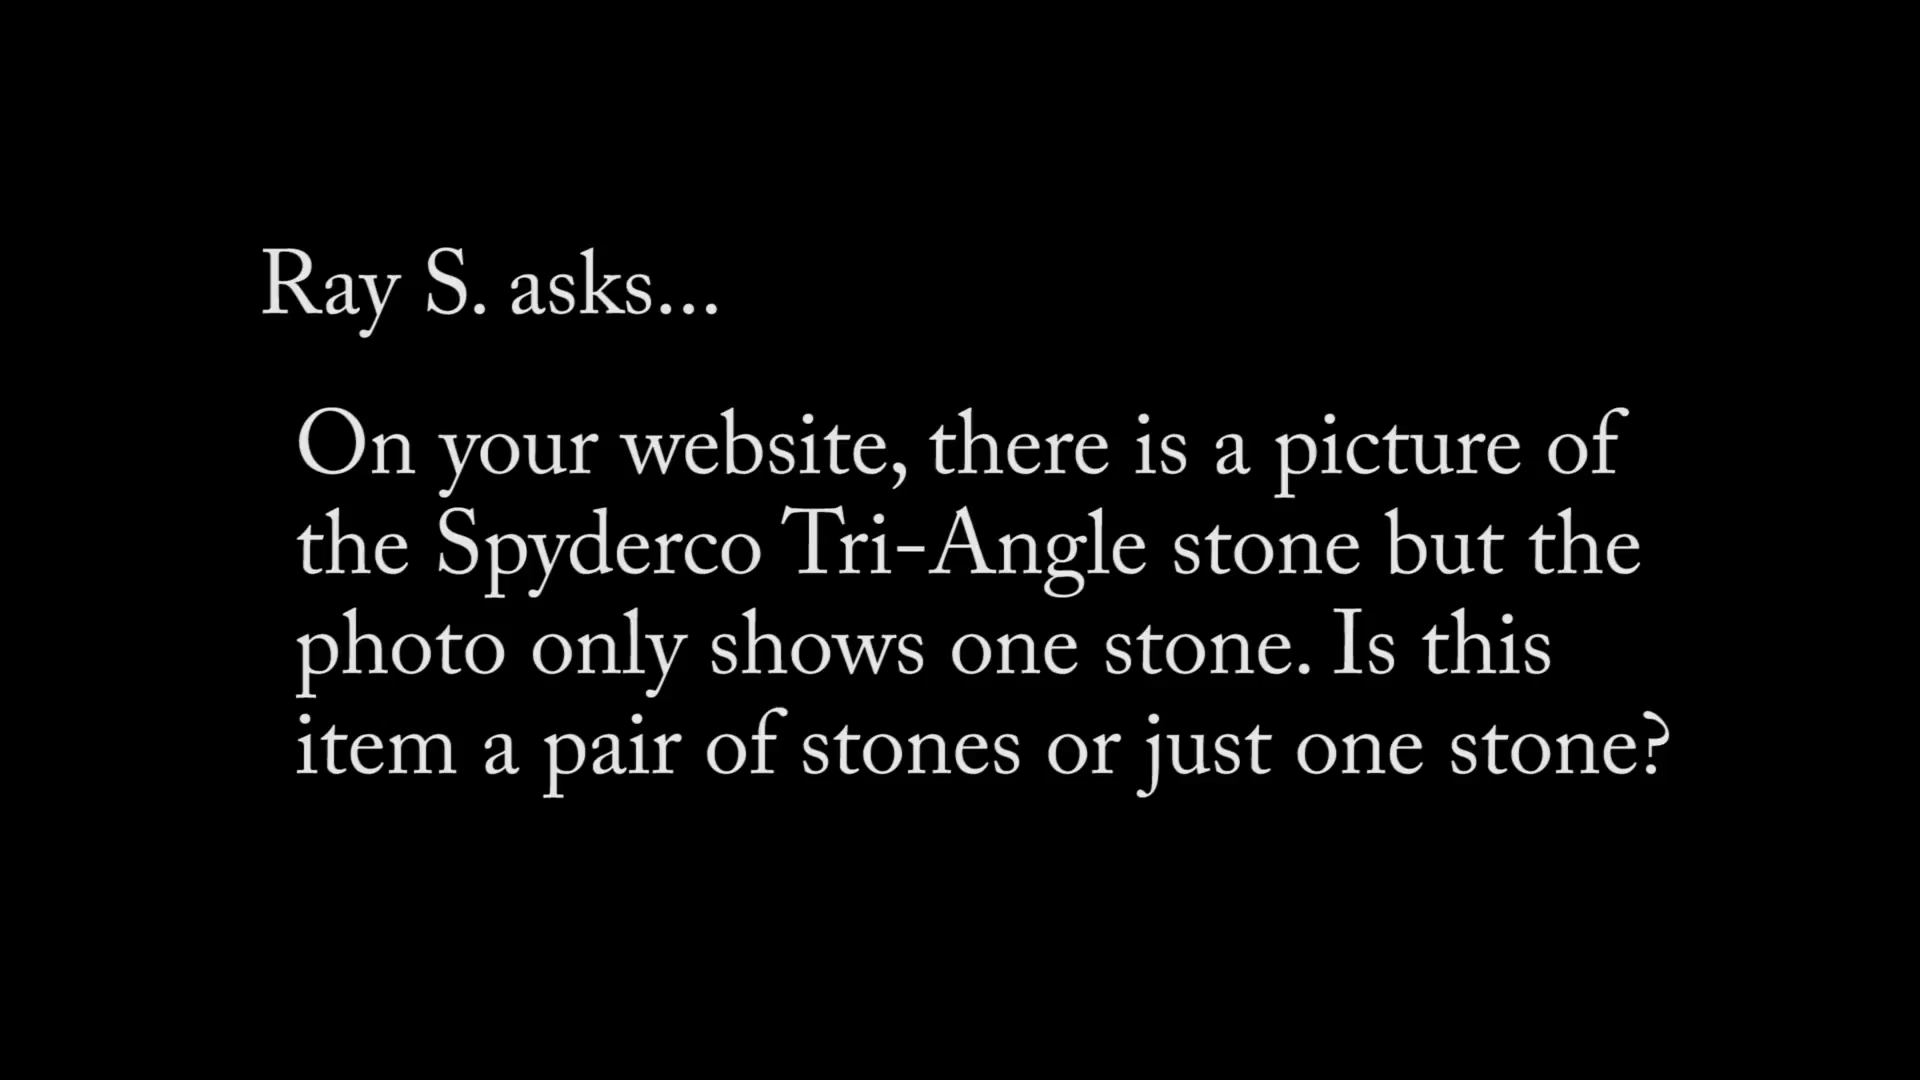 Ray S. asks...
On your website, there is a picture of
the Spyderco Tri-Angle stone but the
photo only shows one stone. Is this
item a pair of stones or just one stone?